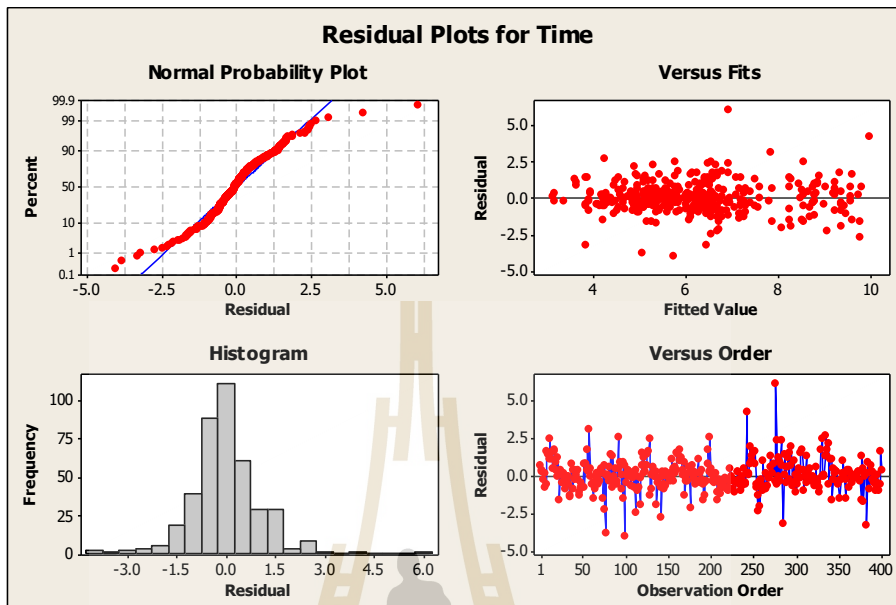 Residual Plots for Time
Normal Probability Plot
99.9
99
90
50
10
1
0.1
Percent
-5.0 -2.5 0.0 2.5 5.0
Residual
Versus Fits
5.0
2.5
0.0
-2.5
-5.0
Residual
4 6 8 10
Fitted Value
Histogram
100
75
50
25
0
Frequency
-3.0 -1.5 0.0 1.5 3.0 4.5 6.0
Residual
Versus Order
5.0
2.5
0.0
-2.5
-5.0
Residual
1 50 100 150 200 250 300 350 400
Observation Order